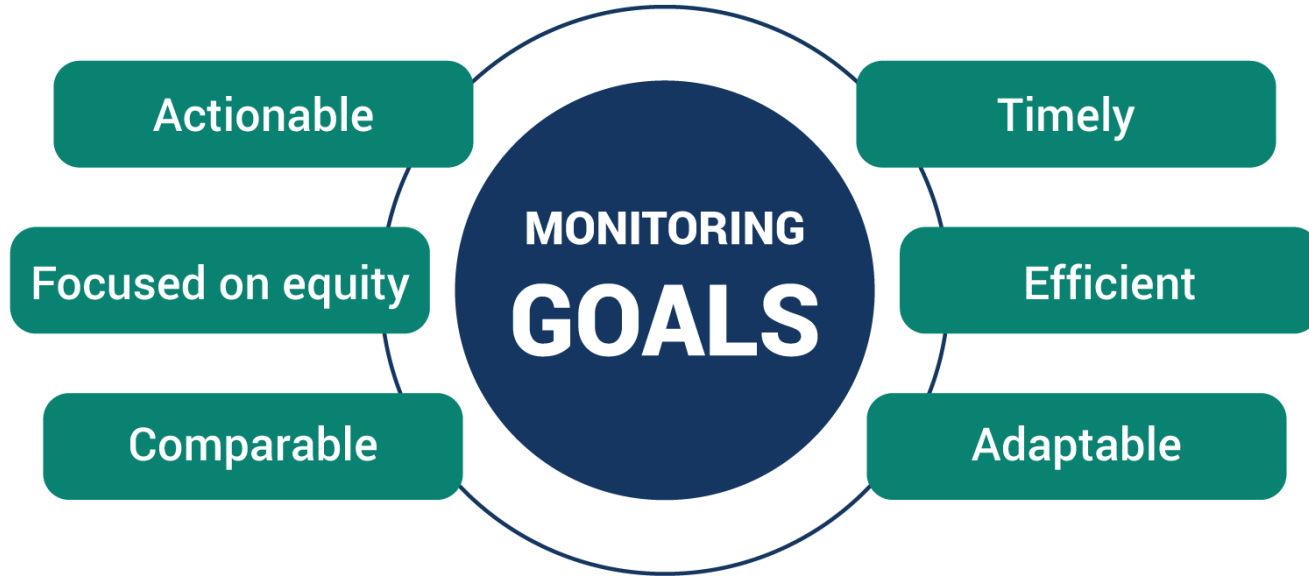 Actionable
Focused on equity
Comparable
MONITORING
GOALS
Timely
Efficient
Adaptable